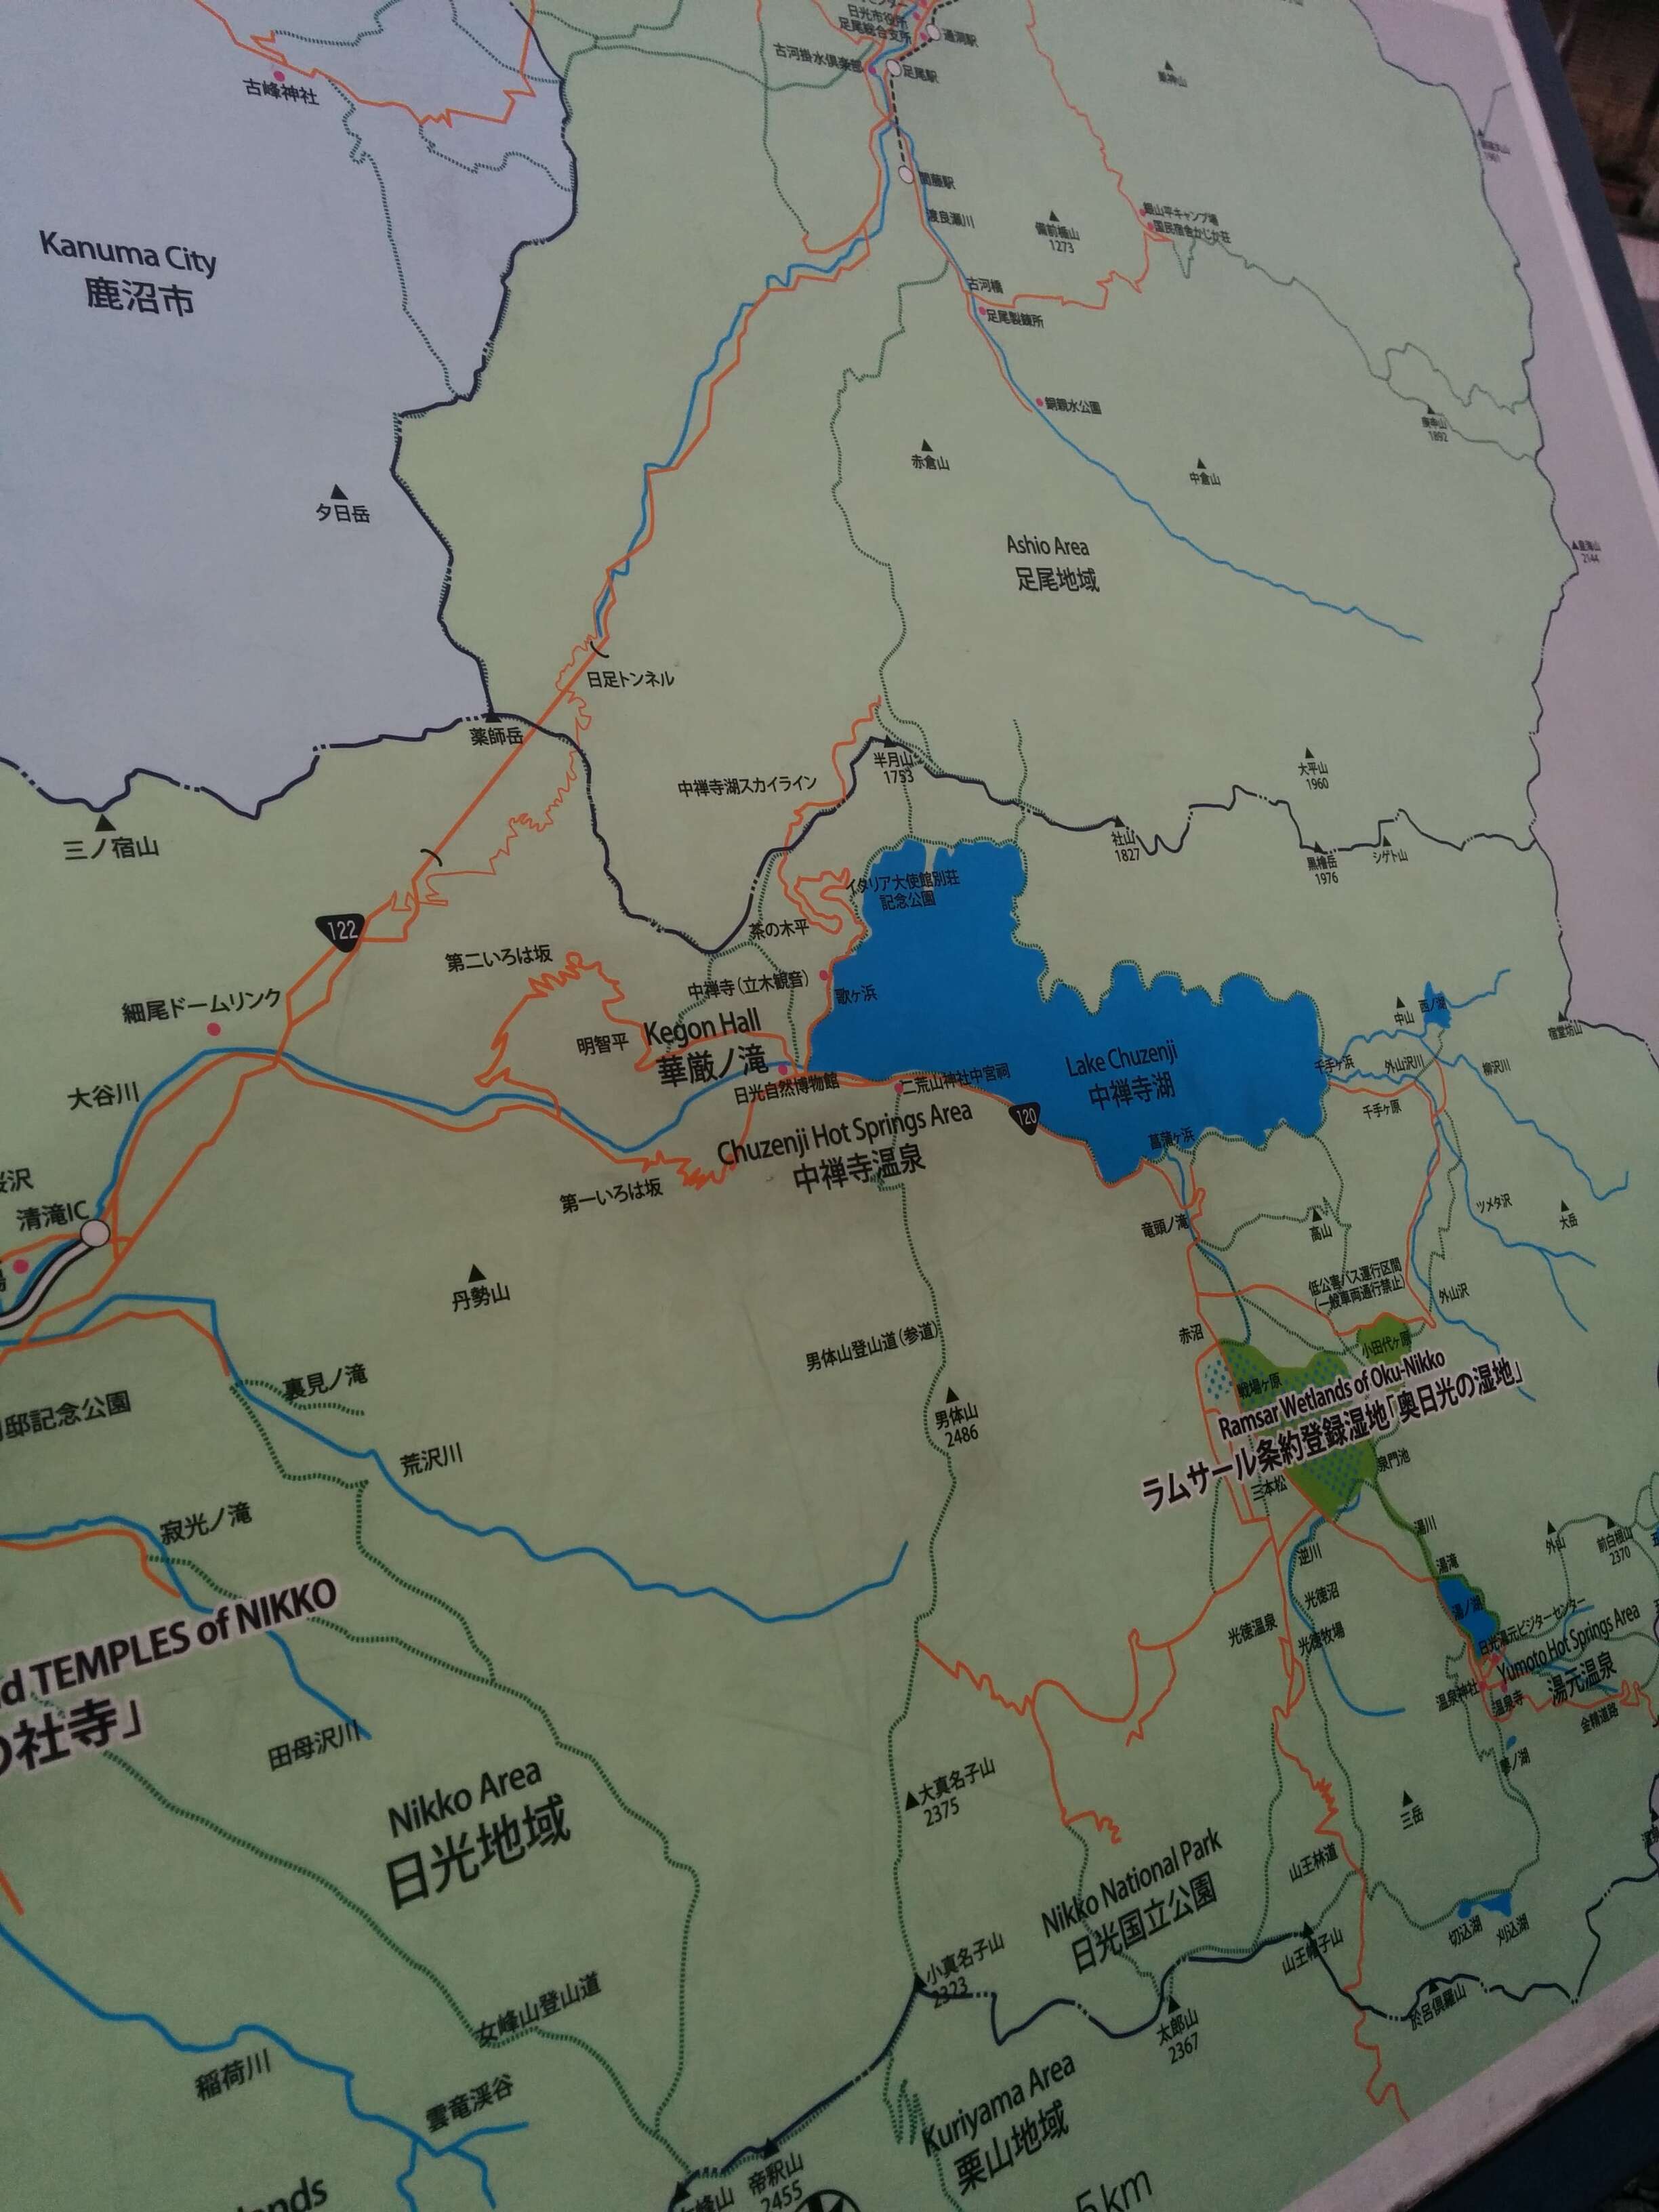 日光市役所
足尾総合支所
通洞駅
古河掛水倶楽部
足尾駅
古峰神社
間藤駅
渡良瀬川
備前楯山
1273
銀山平キャンプ場
国民宿舎かじか荘
Kanuma City
鹿沼市
古河橋
足尾製錬所
銅親水公園
庚申山
1892
夕日岳
赤倉山
中倉山
Ashio Area
足尾地域
2144
日足トンネル
薬師岳
中禅寺湖スカイライン
半月山
1753
大平山
1960
三ノ宿山
社山
1827
黒檜岳
1976
シゲト山
イタリア大使館別荘
記念公園
122
茶の木平
第二いろは坂
中禅寺(立木観音)
歌ヶ浜
細尾ドームリンク
明智平
Kegon Hall
華厳ノ滝
中山
西ノ湖
宿堂坊山
大谷川
日光自然博物館
二荒山神社中宮祠
Lake Chuzenji
中禅寺湖
千手ヶ浜
外山沢川
柳沢川
千手ヶ原
120
Chuzenji Hot Springs Area
中禅寺温泉
菖蒲ヶ浜
第一いろは坂
清滝IC
竜頭ノ滝
高山
ツメタ沢
大岳
丹勢山
低公害バス運行区間
(一般車両通行禁止)
外山沢
男体山登山道(参道)
赤沼
小田代ヶ原
戦場ヶ原
Ramsar Wetlands of Oku-Nikko
ラムサール条約登録湿地「奥日光の湿地」
裏見ノ滝
邸記念公園
男体山
2486
荒沢川
三本松
泉門池
寂光ノ滝
湯川
湯滝
逆川
外山
前白根山
2370
光徳沼
湯ノ湖
日光湯元ビジターセンター
光徳温泉
光徳牧場
Yumoto Hot Springs Area
湯元温泉
温泉神社
温泉寺
金精道路
TEMPLES of NIKKO
の社寺」
田母沢川
蓼ノ湖
Nikko Area
日光地域
大真名子山
2375
三岳
山王林道
Nikko National Park
日光国立公園
切込湖
刈込湖
小真名子山
2323
山王帽子山
於呂倶羅山
太郎山
2367
女峰山登山道
稲荷川
雲竜渓谷
Kuriyama Area
栗山地域
帝釈山
2455
5km